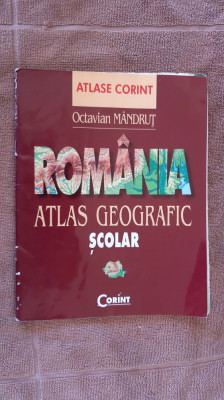 ATLASE CORINT
Octavian MÂNDRUȚ
ROMÂNIA
ATLAS GEOGRAFIC
ȘCOLAR
CORINT